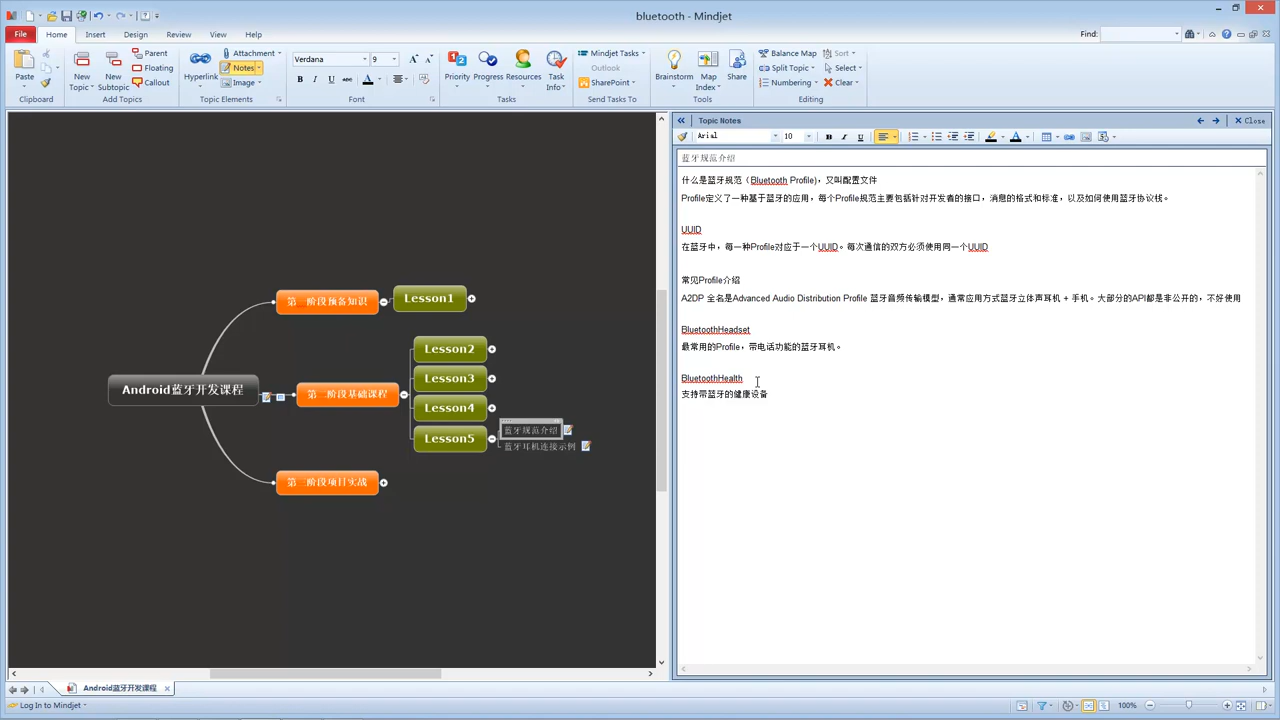 bluetooth - Mindjet
File Home Insert Design Review View Help Find:
Paste
Clipboard
New Topic
New Subtopic
Parent
Floating
Callout
Add Topics
Hyperlink
Attachment
Notes
Image
Topic Elements
Verdana 9
B I U abc A
Font
Priority
Progress
Resources
Task Info
Tasks
Mindjet Tasks
Outlook
SharePoint
Send Tasks To
Brainstorm
Map Index
Share
Tools
Balance Map
Split Topic
Numbering
Sort
Select
Clear
Editing
Android蓝牙开发课程
第一阶段预备知识
Lesson1
第二阶段基础课程
Lesson2
Lesson3
Lesson4
Lesson5
蓝牙规范介绍
蓝牙耳机连接示例
第三阶段项目实战
Topic Notes
Close
Arial 10 B I U A
蓝牙规范介绍
什么是蓝牙规范（Bluetooth Profile)，又叫配置文件
Profile定义了一种基于蓝牙的应用，每个Profile规范主要包括针对开发者的接口，消息的格式和标准，以及如何使用蓝牙协议栈。
UUID
在蓝牙中，每一种Profile对应于一个UUID。每次通信的双方必须使用同一个UUID
常见Profile介绍
A2DP 全名是Advanced Audio Distribution Profile 蓝牙音频传输模型，通常应用方式蓝牙立体声耳机 + 手机。大部分的API都是非公开的，不好使用
BluetoothHeadset
最常用的Profile，带电话功能的蓝牙耳机。
BluetoothHealth
支持带蓝牙的健康设备
Android蓝牙开发课程
Log In to Mindjet
100%